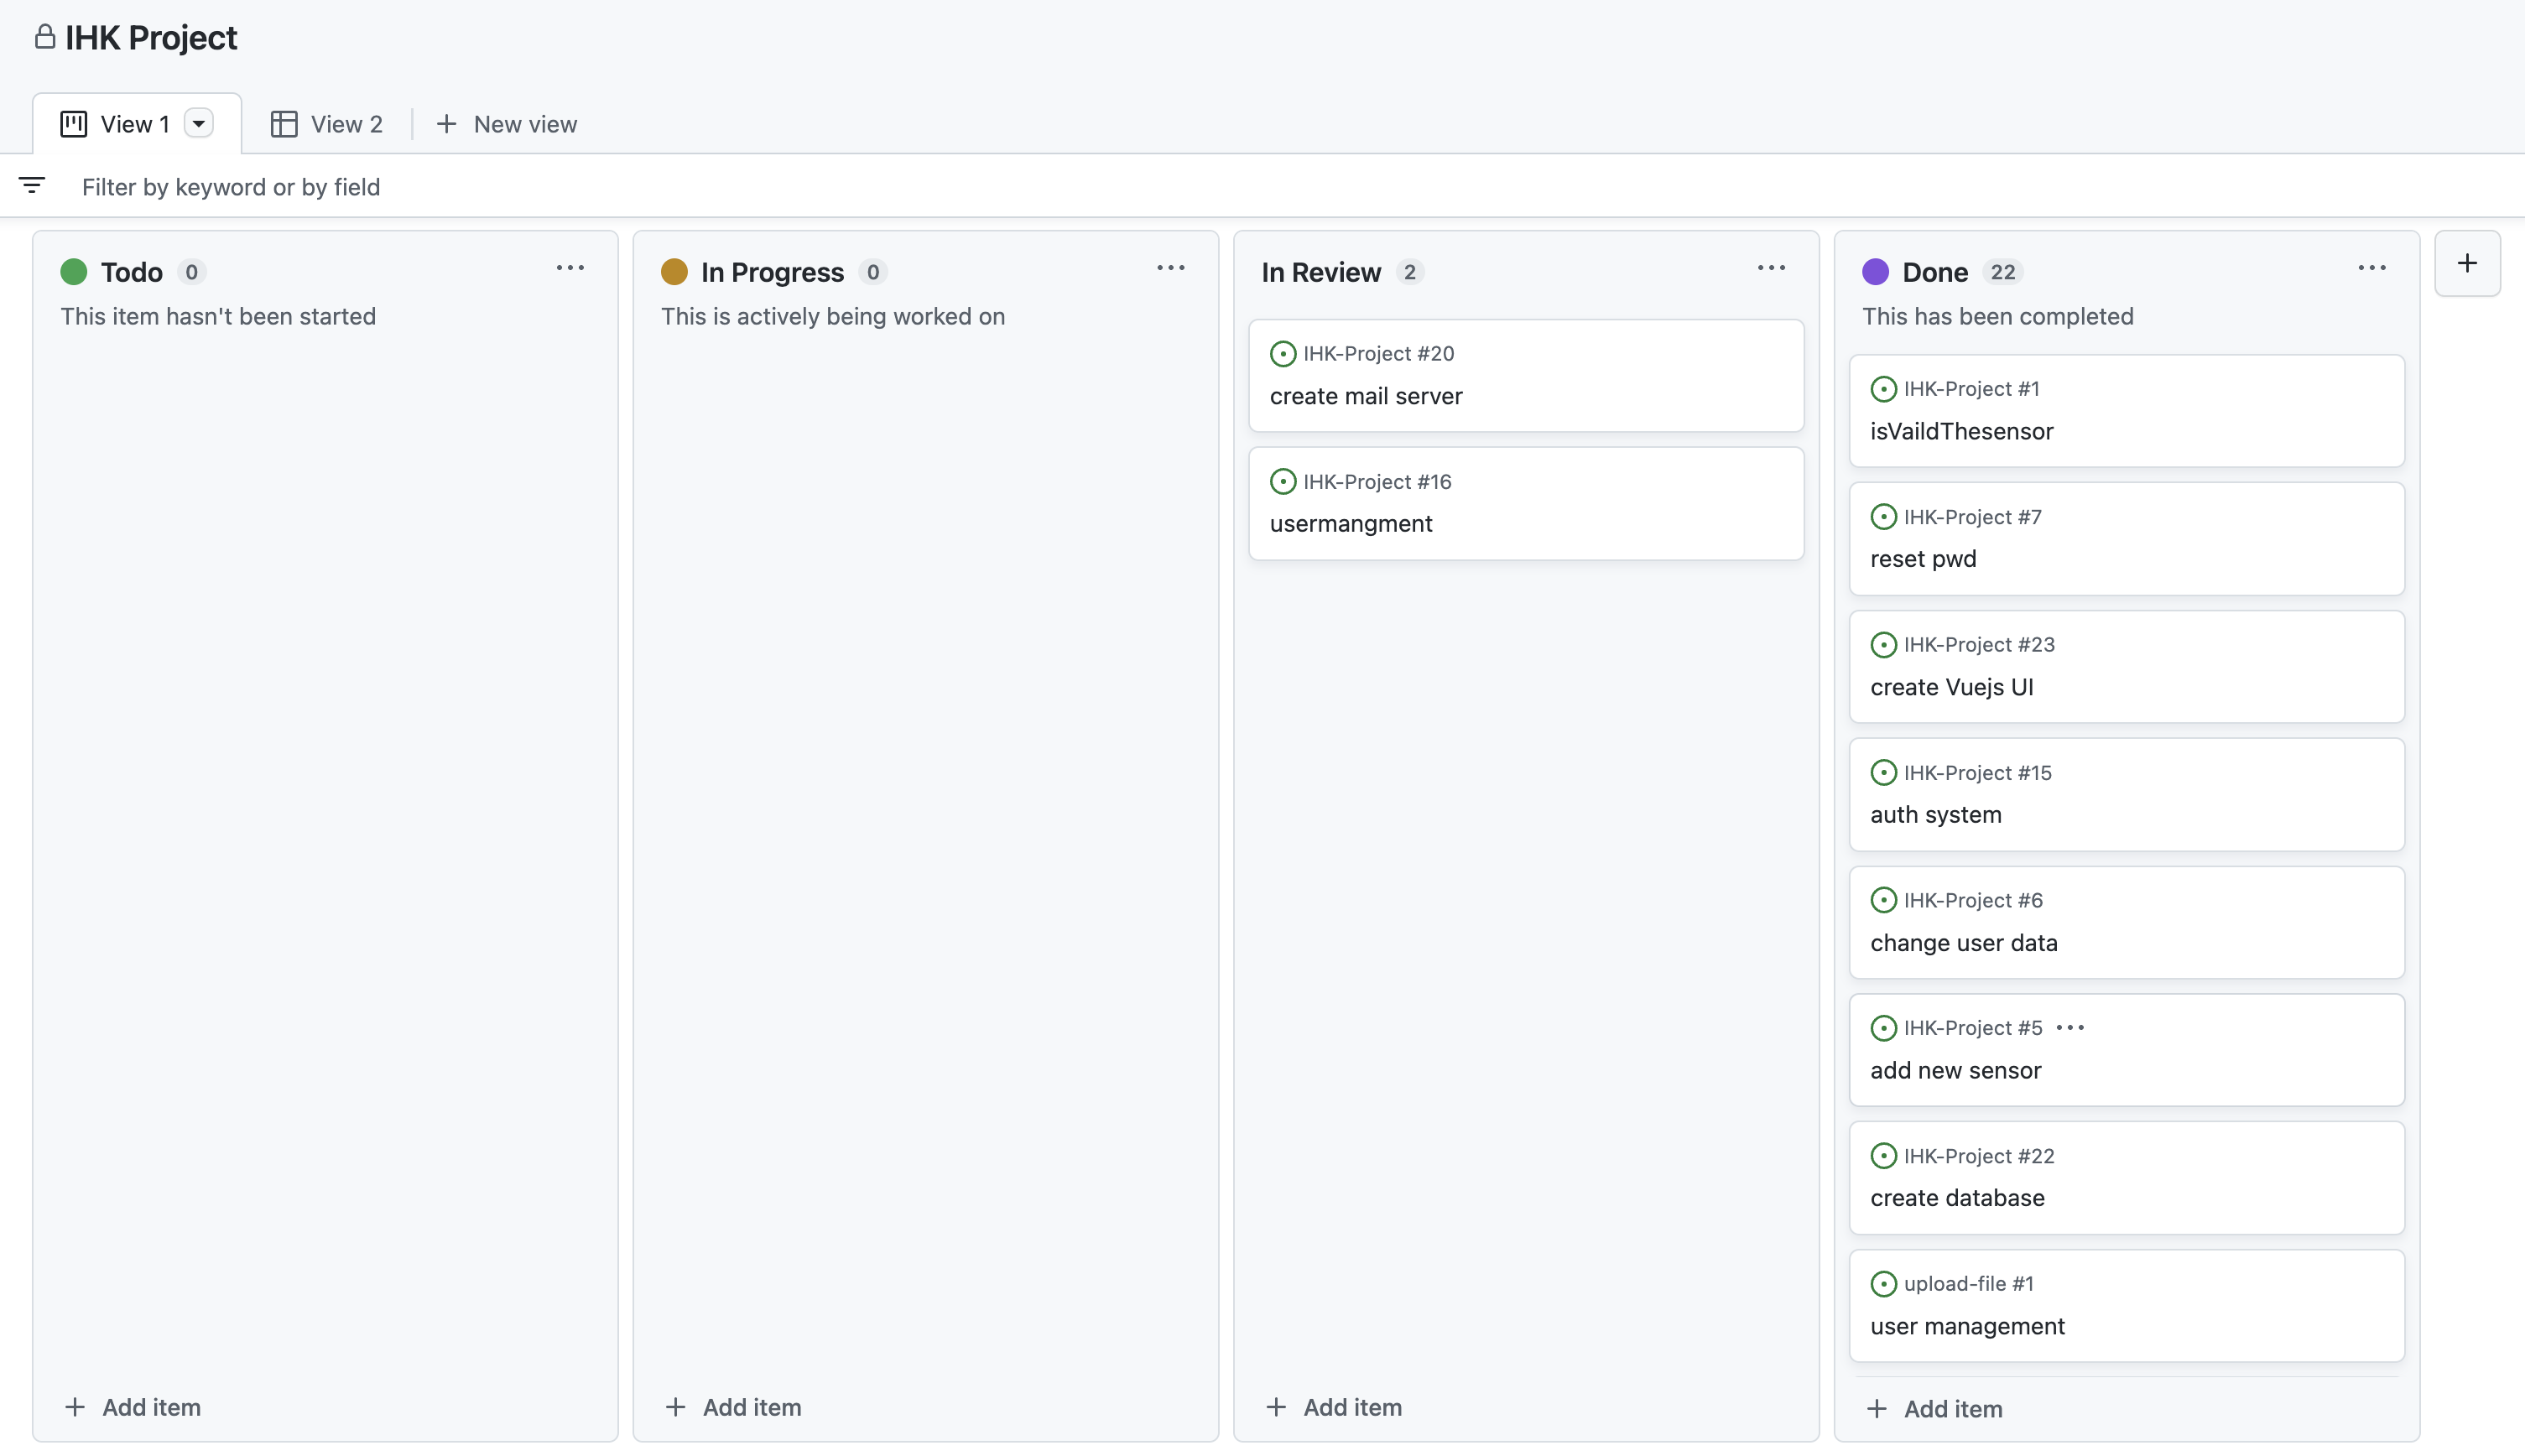 IHK Project
View 1
View 2
New view
Filter by keyword or by field
Todo 0
This item hasn't been started
Add item
In Progress 0
This is actively being worked on
Add item
In Review 2
IHK-Project #20
create mail server
IHK-Project #16
usermangment
Add item
Done 22
This has been completed
IHK-Project #1
isVaildThesensor
IHK-Project #7
reset pwd
IHK-Project #23
create Vuejs UI
IHK-Project #15
auth system
IHK-Project #6
change user data
IHK-Project #5
add new sensor
IHK-Project #22
create database
upload-file #1
user management
Add item